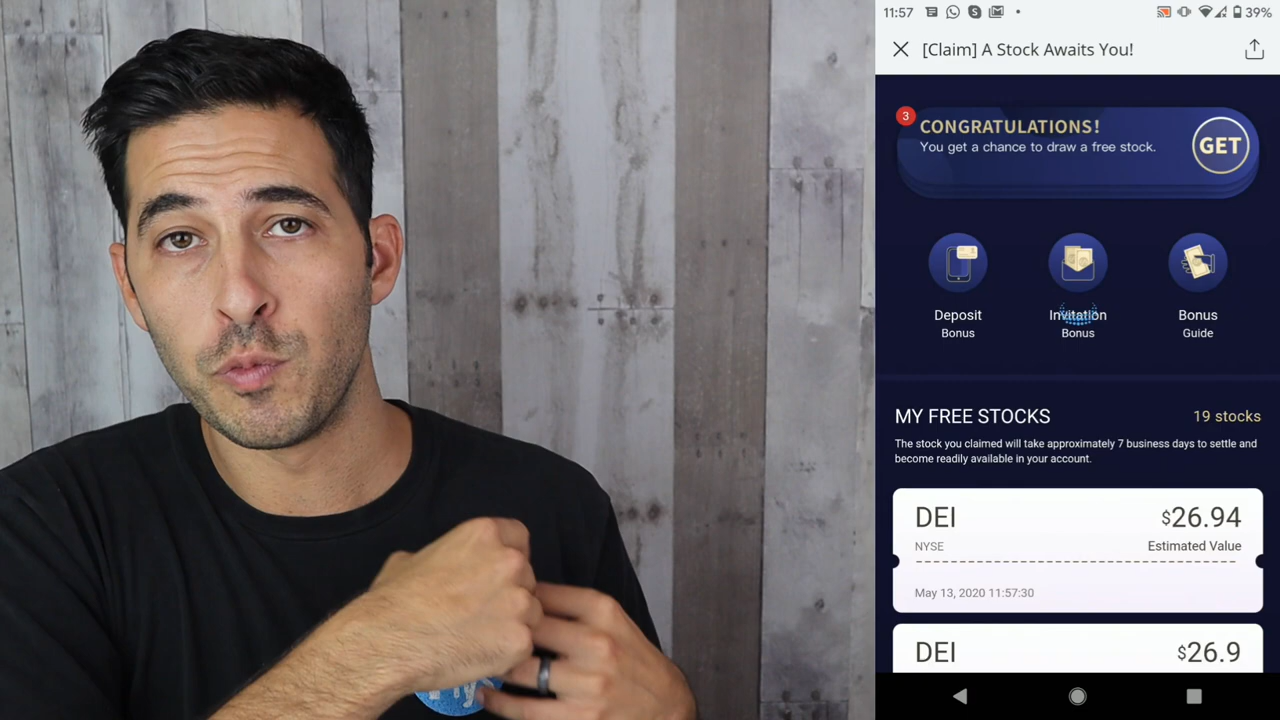 11:57
39%
[Claim] A Stock Awaits You!
3
CONGRATULATIONS!
You get a chance to draw a free stock.
GET
Deposit
Bonus
Invitation
Bonus
Bonus
Guide
MY FREE STOCKS
19 stocks
The stock you claimed will take approximately 7 business days to settle and
become readily available in your account.
DEI
$26.94
NYSE
Estimated Value
May 13, 2020 11:57:30
DEI
$26.9